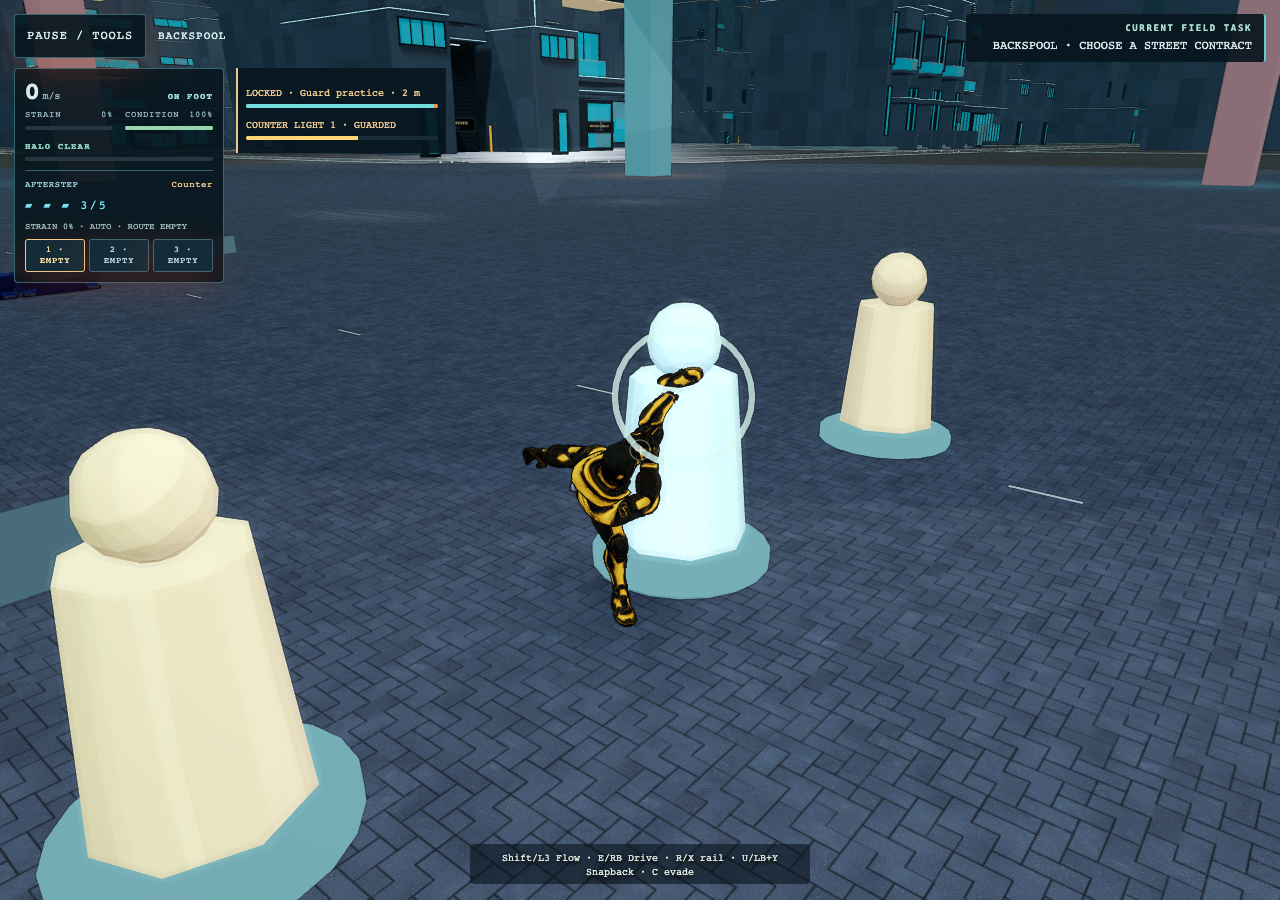 PAUSE / TOOLS
BACKSPOOL
CURRENT FIELD TASK
BACKSPOOL · CHOOSE A STREET CONTRACT
0 m/s
ON FOOT
STRAIN 0%
CONDITION 100%
HALO CLEAR
AFTERSTEP
Counter
3/5
STRAIN 0% · AUTO · ROUTE EMPTY
1 ·
EMPTY
2 ·
EMPTY
3 ·
EMPTY
LOCKED · Guard practice · 2 m
COUNTER LIGHT 1 · GUARDED
Shift/L3 Flow · E/RB Drive · R/X rail · U/LB+Y
Snapback · C evade